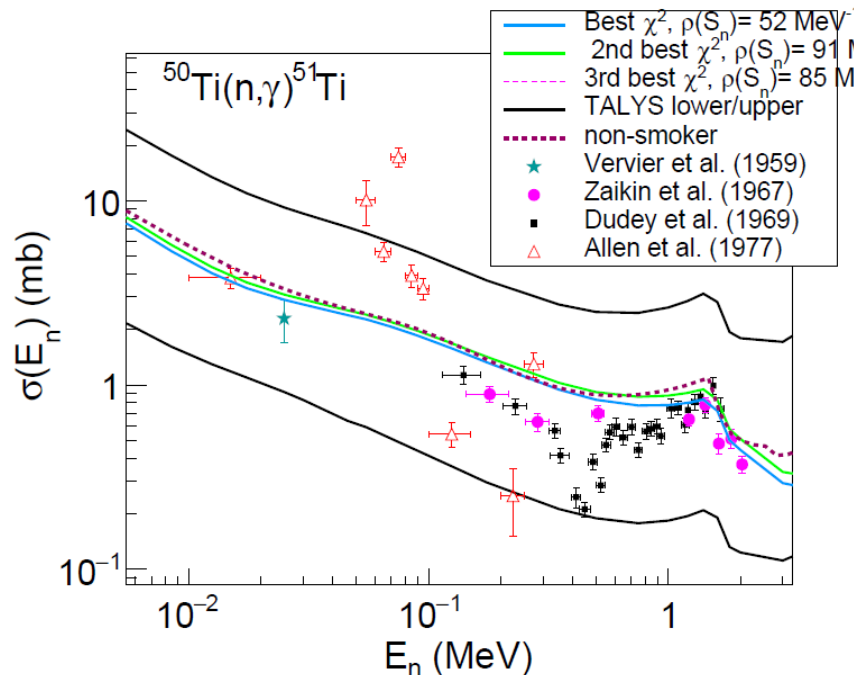 ⁵⁰Ti(n,γ)⁵¹Ti
Best χ², ρ(Sₙ)= 52 MeV⁻
2nd best χ², ρ(Sₙ)= 91 M
3rd best χ², ρ(Sₙ)= 85 M
TALYS lower/upper
non-smoker
Vervier et al. (1959)
Zaikin et al. (1967)
Dudey et al. (1969)
Allen et al. (1977)
σ(Eₙ) (mb)
10
1
10⁻¹
10⁻² 10⁻¹ 1
Eₙ (MeV)